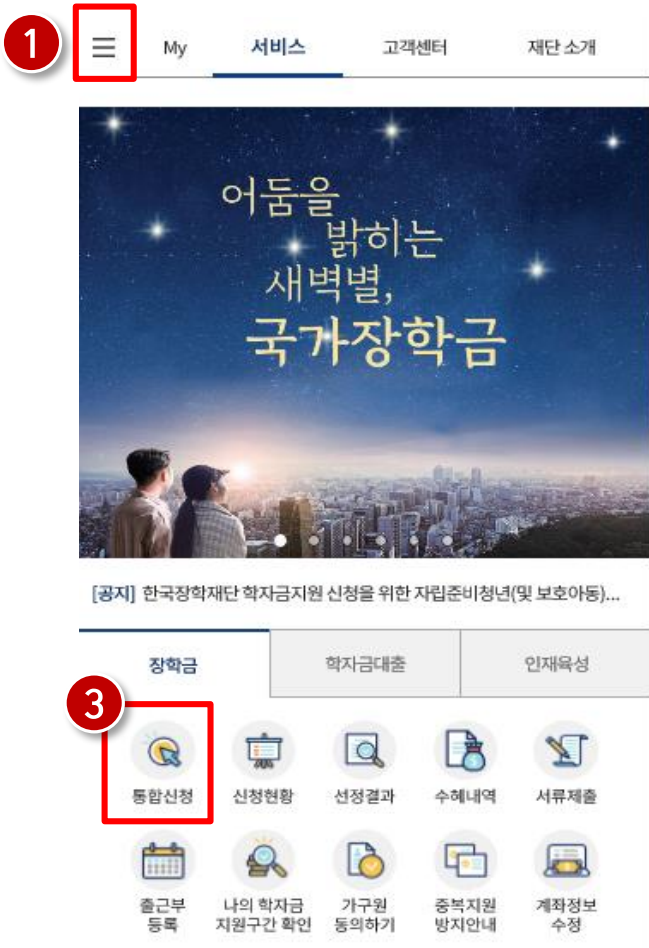 1
My 서비스 고객센터 재단 소개
어둠을
밝히는
새벽별,
국가장학금
[공지] 한국장학재단 학자금지원 신청을 위한 자립준비청년(및 보호아동)...
장학금 학자금대출 인재육성
3
통합신청 신청현황 선정결과 수혜내역 서류제출
출근부 나의 학자금 가구원 중복지원 계좌정보
등록 지원구간 확인 동의하기 방지안내 수정